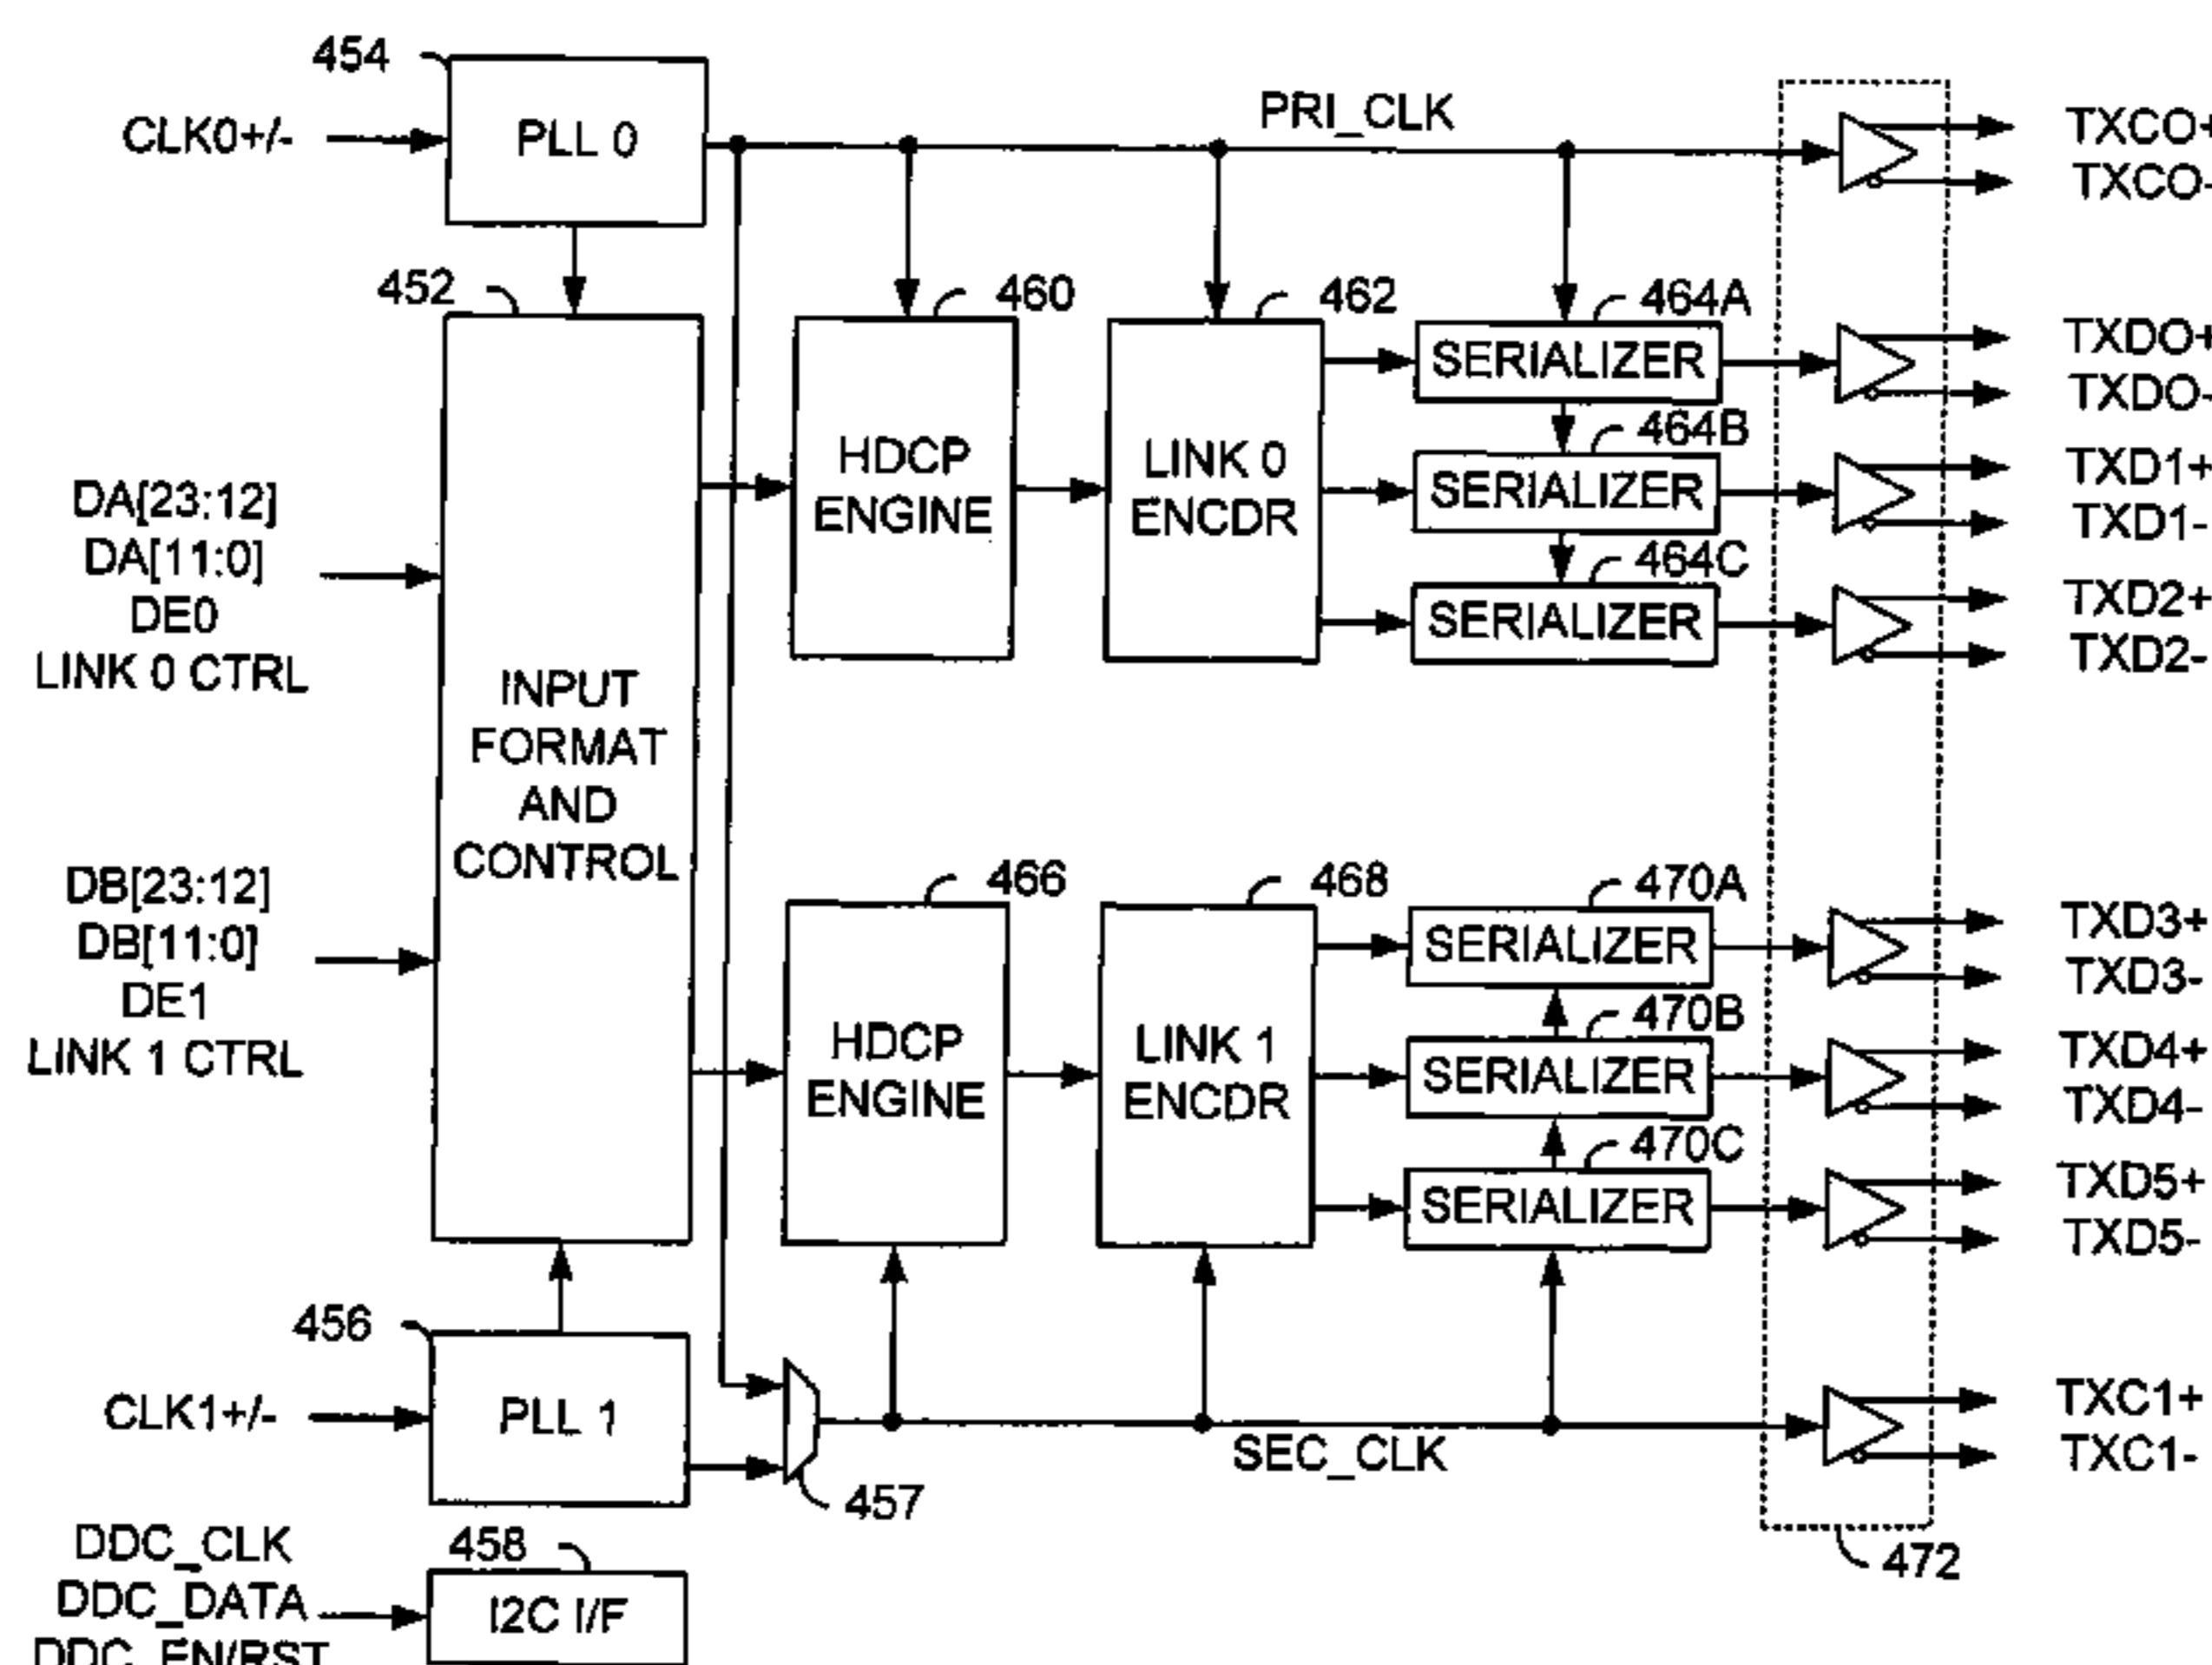 454
CLK0+/-
PLL 0
PRI_CLK
TXCO+
TXCO-
452
460
462
464A
SERIALIZER
TXDO+
TXDO-
DA[23:12]
DA[11:0]
DE0
LINK 0 CTRL
HDCP
ENGINE
LINK 0
ENCDR
464B
SERIALIZER
TXD1+
TXD1-
464C
SERIALIZER
TXD2+
TXD2-
INPUT
FORMAT
AND
CONTROL
DB[23:12]
DB[11:0]
DE1
LINK 1 CTRL
466
468
470A
SERIALIZER
TXD3+
TXD3-
HDCP
ENGINE
LINK 1
ENCDR
470B
SERIALIZER
TXD4+
TXD4-
470C
SERIALIZER
TXD5+
TXD5-
456
CLK1+/-
PLL 1
457
SEC_CLK
TXC1+
TXC1-
472
DDC_CLK
DDC_DATA
DDC_EN/RST
458
I2C I/F